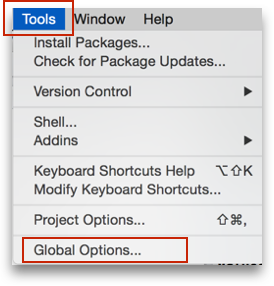 Tools Window Help
Install Packages...
Check for Package Updates...
Version Control
Shell...
Addins
Keyboard Shortcuts Help ⌥⇧K
Modify Keyboard Shortcuts...
Project Options... ⇧⌘,
Global Options...